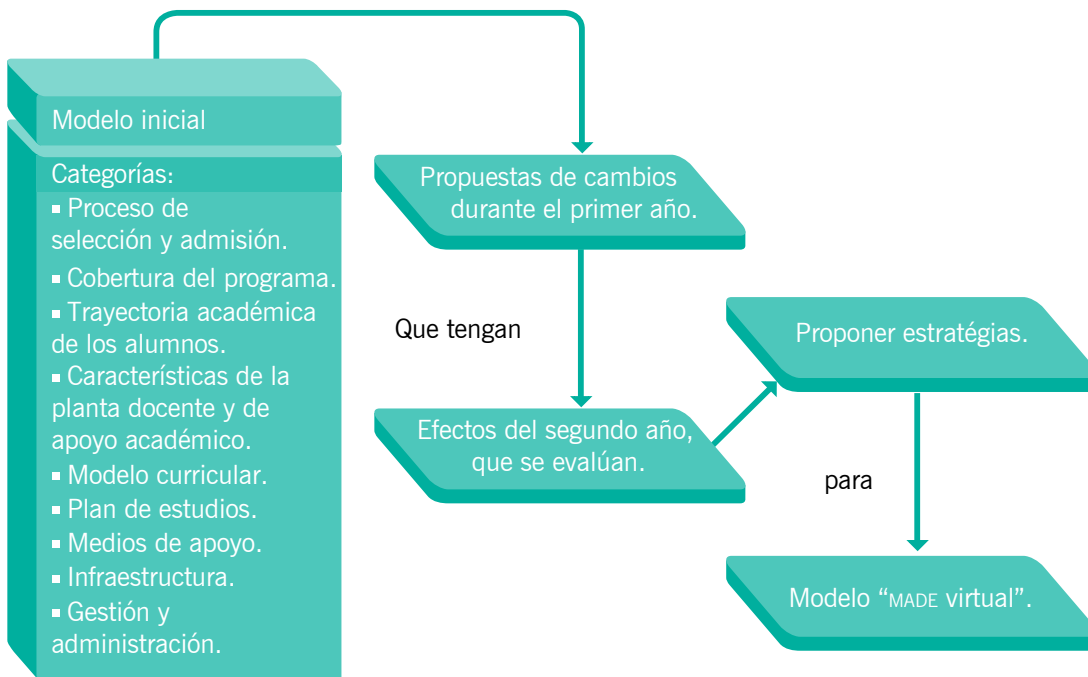 Modelo inicial
Categorías:
▪ Proceso de
selección y admisión.
▪ Cobertura del programa.
▪ Trayectoria académica
de los alumnos.
▪ Características de la
planta docente y de
apoyo académico.
▪ Modelo curricular.
▪ Plan de estudios.
▪ Medios de apoyo.
▪ Infraestructura.
▪ Gestión y
administración.
Propuestas de cambios
durante el primer año.
Que tengan
Efectos del segundo año,
que se evalúan.
Proponer estratégias.
para
Modelo “MADE virtual”.